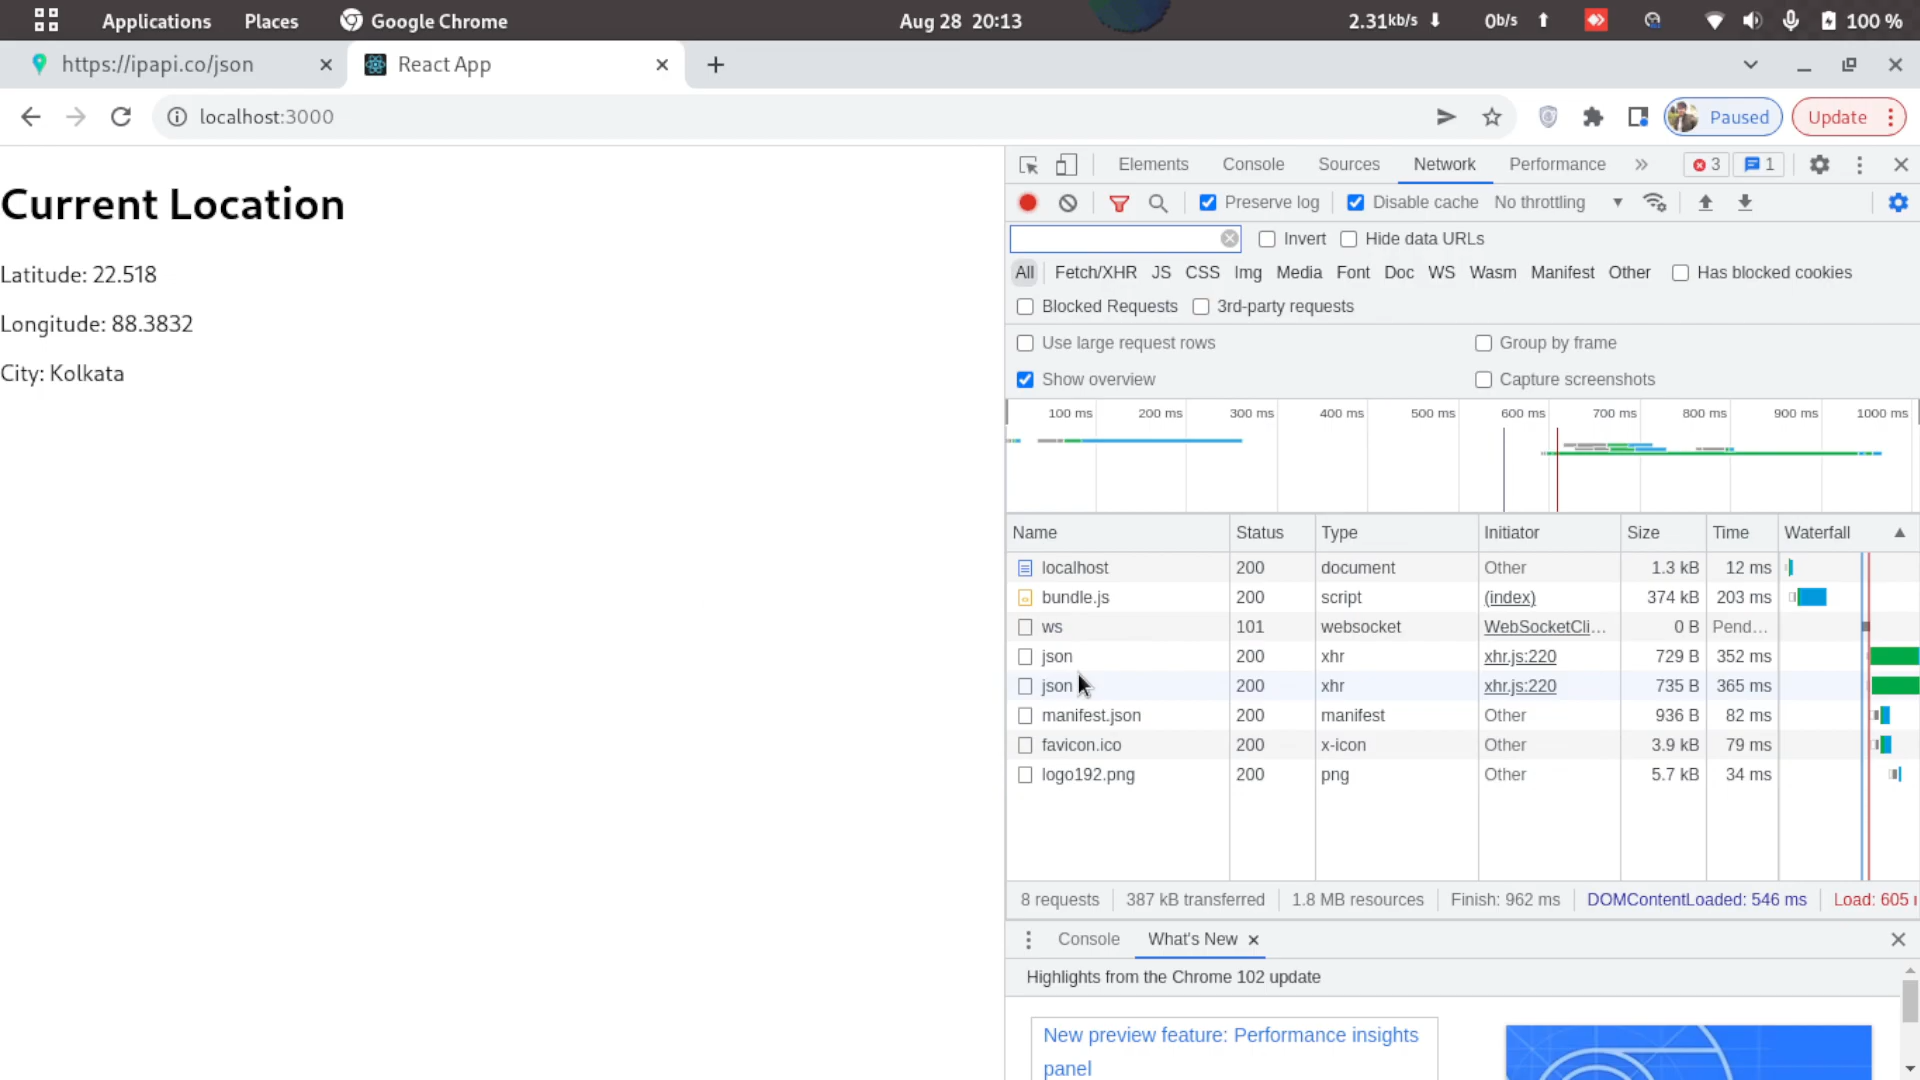 Applications Places Google Chrome Aug 28 20:13 2.31kb/s 0b/s 100 %
https://ipapi.co/json React App
localhost:3000 Paused Update
Current Location
Latitude: 22.518
Longitude: 88.3832
City: Kolkata
Elements Console Sources Network Performance 3 1
Preserve log Disable cache No throttling
Invert Hide data URLs
All Fetch/XHR JS CSS Img Media Font Doc WS Wasm Manifest Other Has blocked cookies
Blocked Requests 3rd-party requests
Use large request rows Group by frame
Show overview Capture screenshots
100 ms 200 ms 300 ms 400 ms 500 ms 600 ms 700 ms 800 ms 900 ms 1000 ms
Name Status Type Initiator Size Time Waterfall
localhost 200 document Other 1.3 kB 12 ms
bundle.js 200 script (index) 374 kB 203 ms
ws 101 websocket WebSocketCli... 0 B Pend...
json 200 xhr xhr.js:220 729 B 352 ms
json 200 xhr xhr.js:220 735 B 365 ms
manifest.json 200 manifest Other 936 B 82 ms
favicon.ico 200 x-icon Other 3.9 kB 79 ms
logo192.png 200 png Other 5.7 kB 34 ms
8 requests 387 kB transferred 1.8 MB resources Finish: 962 ms DOMContentLoaded: 546 ms Load: 605
Console What's New
Highlights from the Chrome 102 update
New preview feature: Performance insights
panel